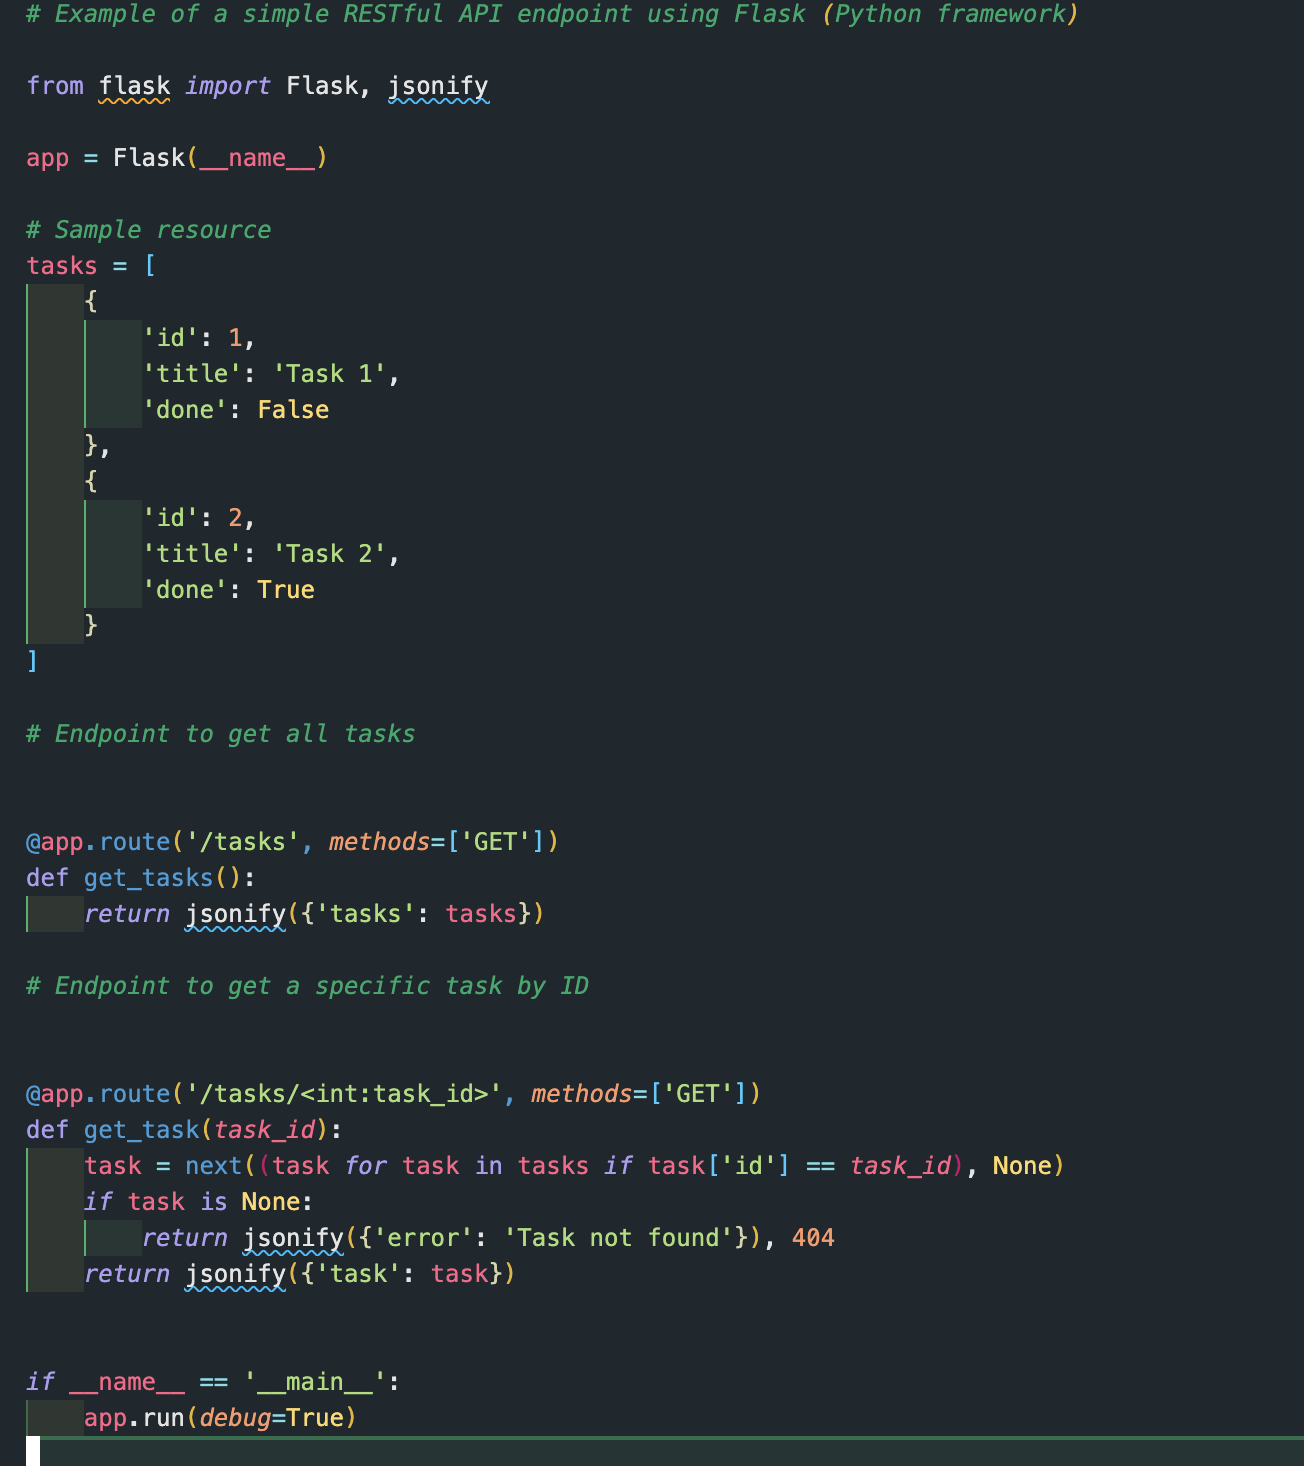 # Example of a simple RESTful API endpoint using Flask (Python framework)

from flask import Flask, jsonify

app = Flask(__name__)

# Sample resource
tasks = [
    {
        'id': 1,
        'title': 'Task 1',
        'done': False
    },
    {
        'id': 2,
        'title': 'Task 2',
        'done': True
    }
]

# Endpoint to get all tasks


@app.route('/tasks', methods=['GET'])
def get_tasks():
    return jsonify({'tasks': tasks})

# Endpoint to get a specific task by ID


@app.route('/tasks/<int:task_id>', methods=['GET'])
def get_task(task_id):
    task = next((task for task in tasks if task['id'] == task_id), None)
    if task is None:
        return jsonify({'error': 'Task not found'}), 404
    return jsonify({'task': task})


if __name__ == '__main__':
    app.run(debug=True)